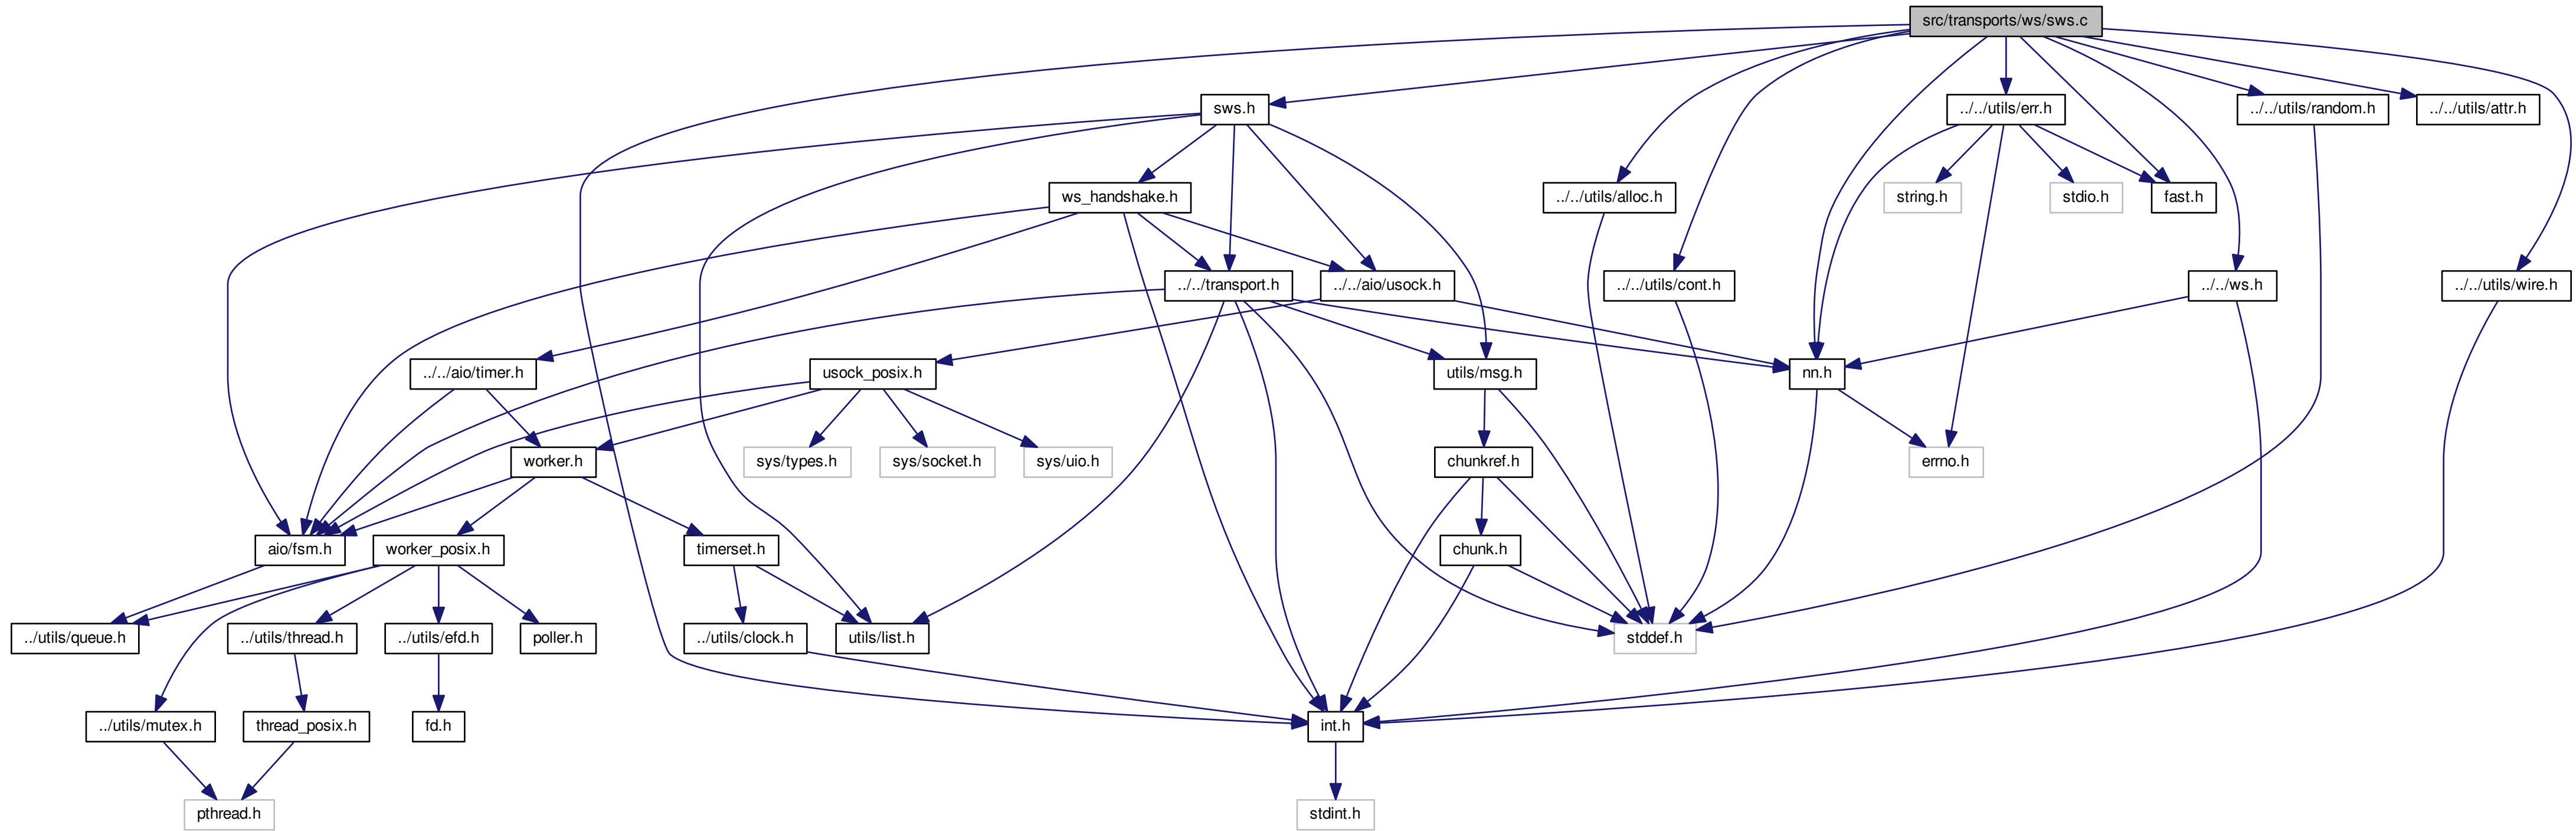 src/transports/ws/sws.c
sws.h
../../utils/err.h
../../utils/random.h
../../utils/attr.h
ws_handshake.h
../../utils/alloc.h
string.h
stdio.h
fast.h
../../transport.h
../../aio/usock.h
../../utils/cont.h
../../ws.h
../../utils/wire.h
../../aio/timer.h
usock_posix.h
utils/msg.h
nn.h
worker.h
sys/types.h
sys/socket.h
sys/uio.h
chunkref.h
errno.h
aio/fsm.h
worker_posix.h
timerset.h
chunk.h
../utils/queue.h
../utils/thread.h
../utils/efd.h
poller.h
../utils/clock.h
utils/list.h
stddef.h
../utils/mutex.h
thread_posix.h
fd.h
int.h
pthread.h
stdint.h